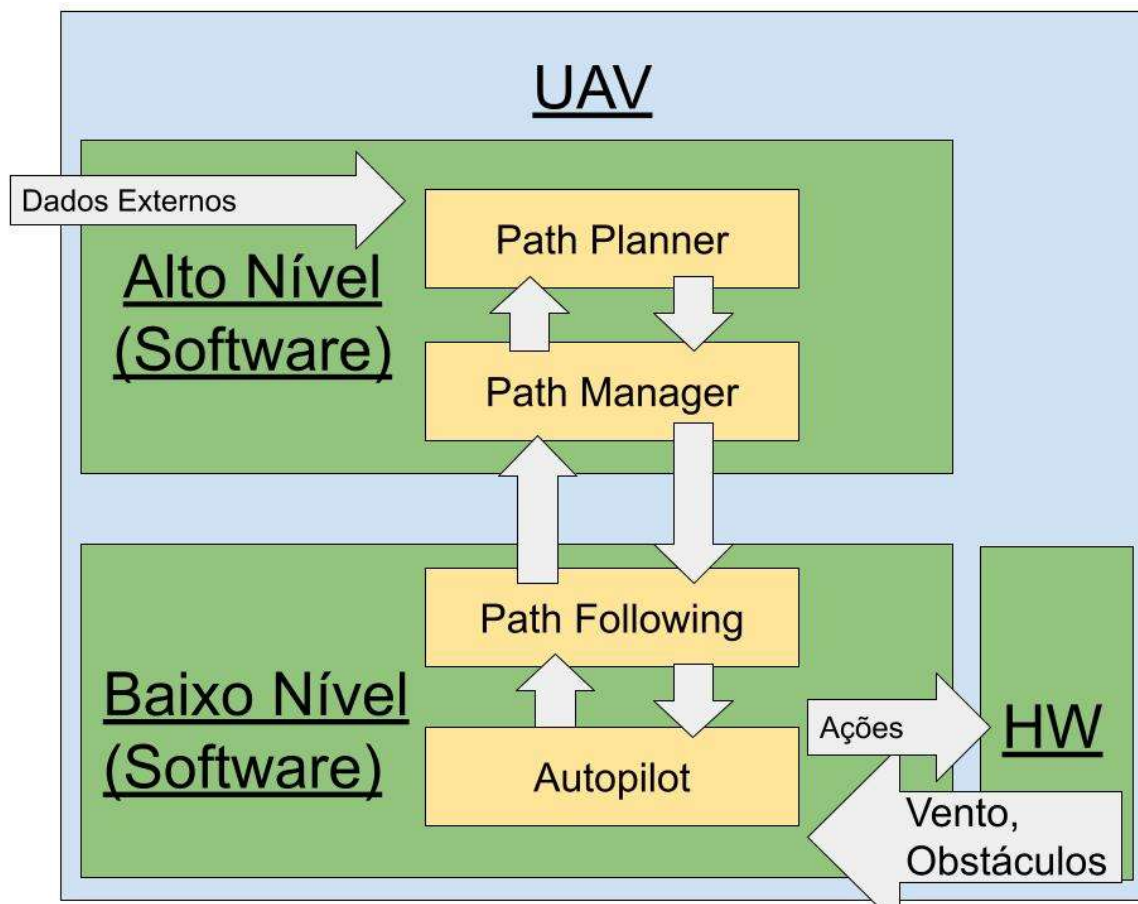 UAV
Dados Externos
Path Planner
Alto Nível
(Software)
Path Manager
Path Following
Baixo Nível
(Software)
Autopilot
Ações
HW
Vento,
Obstáculos